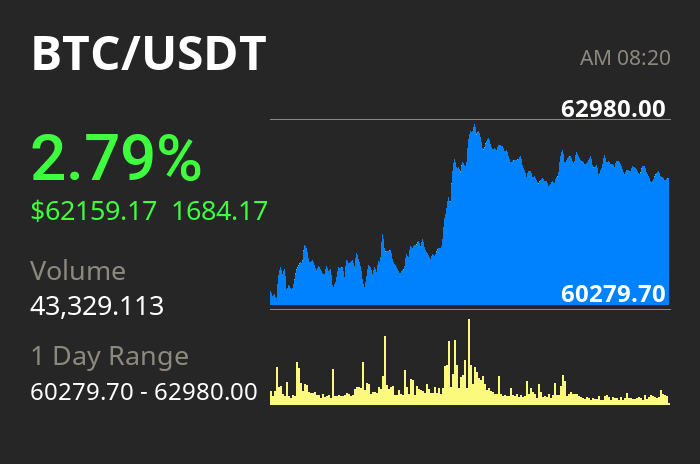 BTC/USDT
AM 08:20
62980.00
2.79%
$62159.17 1684.17
Volume
43,329.113
60279.70
1 Day Range
60279.70 - 62980.00